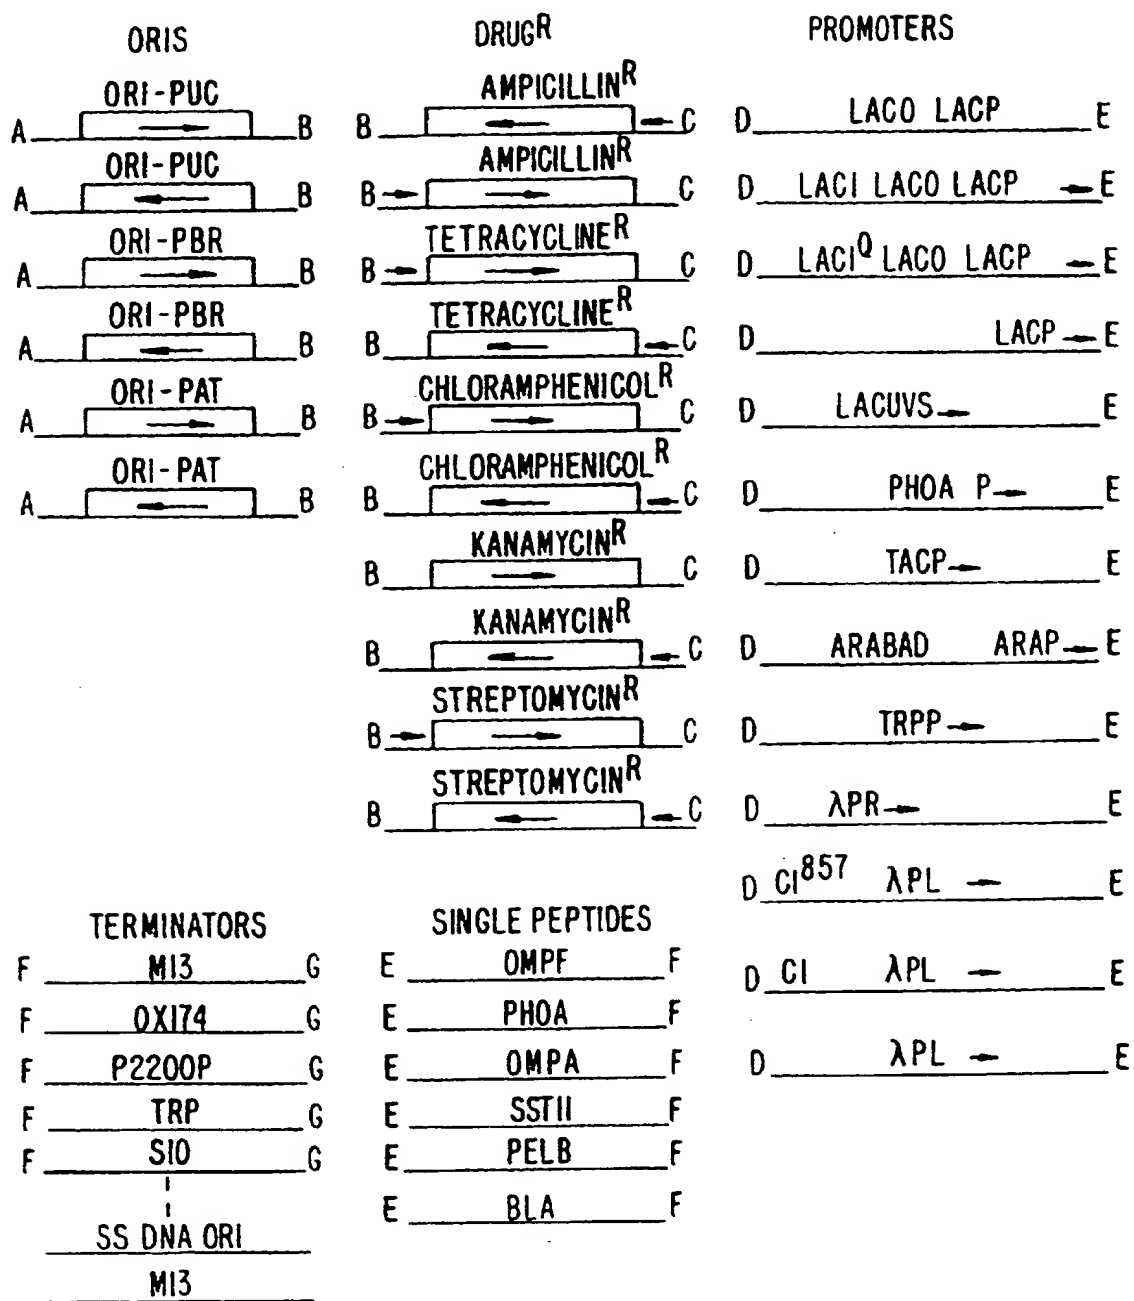 ORIS
ORI-PUC
A B
ORI-PUC
A B
ORI-PBR
A B
ORI-PBR
A B
ORI-PAT
A B
ORI-PAT
A B
DRUGR
AMPICILLINR
B C
AMPICILLINR
B C
TETRACYCLINER
B C
TETRACYCLINER
B C
CHLORAMPHENICOLR
B C
CHLORAMPHENICOLR
B C
KANAMYCINR
B C
KANAMYCINR
B C
STREPTOMYCINR
B C
STREPTOMYCINR
B C
PROMOTERS
D LACO LACP E
D LACI LACO LACP E
D LACIQ LACO LACP E
D LACP E
D LACUVS E
D PHOA P E
D TACP E
D ARABAD ARAP E
D TRPP E
D λPR E
D CI857 λPL E
D CI λPL E
D λPL E
TERMINATORS
F M13 G
F OX174 G
F P2200P G
F TRP G
F S10 G
SS DNA ORI
M13
SINGLE PEPTIDES
E OMPF F
E PHOA F
E OMPA F
E SSTII F
E PELB F
E BLA F